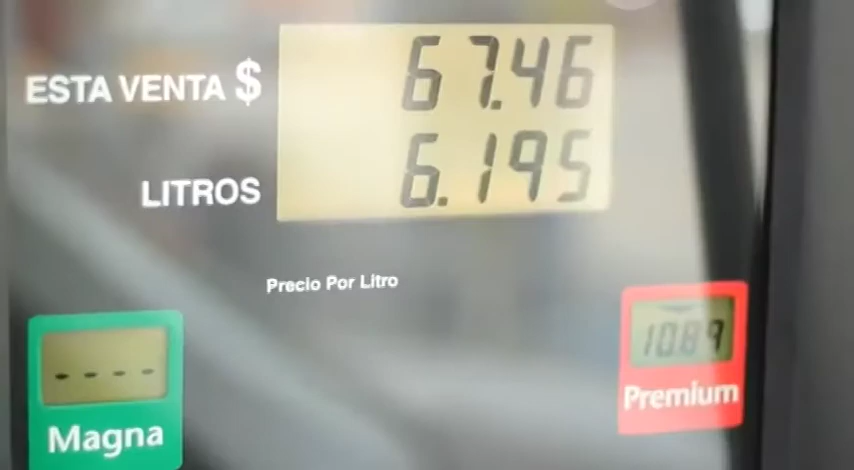 ESTA VENTA $ 67.46
LITROS 6.195
Precio Por Litro
----
Magna
10.89
Premium